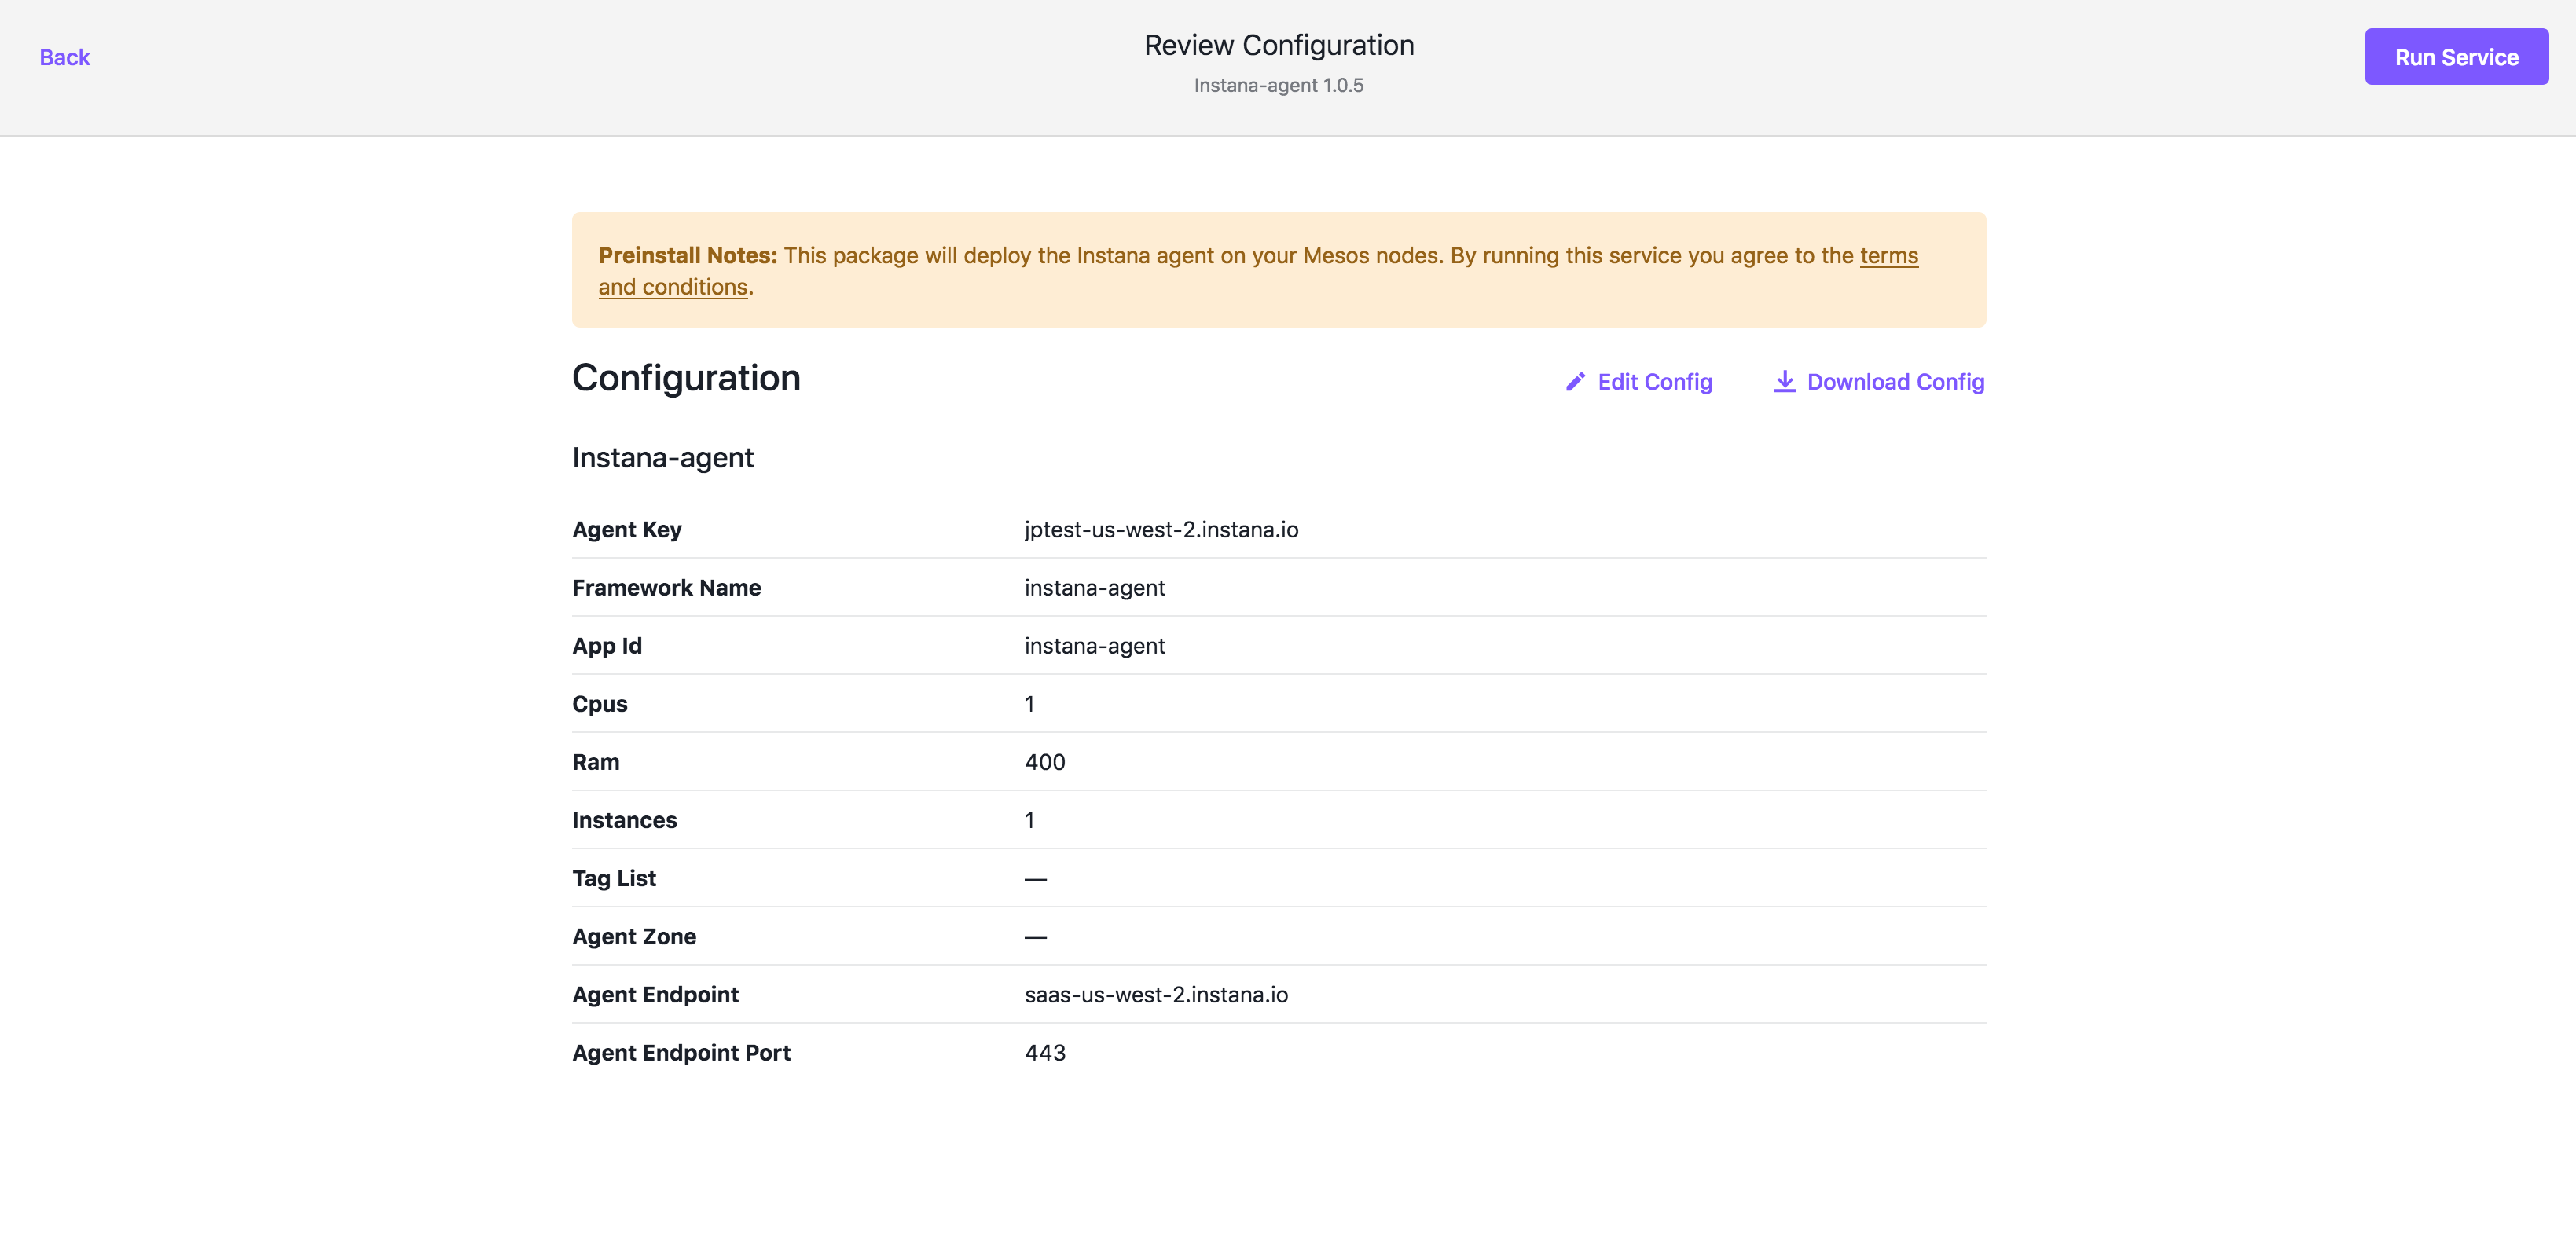 Back
Review Configuration
Instana-agent 1.0.5
Run Service
Preinstall Notes: This package will deploy the Instana agent on your Mesos nodes. By running this service you agree to the terms
and conditions.
Configuration
Edit Config
Download Config
Instana-agent
Agent Key jptest-us-west-2.instana.io
Framework Name instana-agent
App Id instana-agent
Cpus 1
Ram 400
Instances 1
Tag List —
Agent Zone —
Agent Endpoint saas-us-west-2.instana.io
Agent Endpoint Port 443